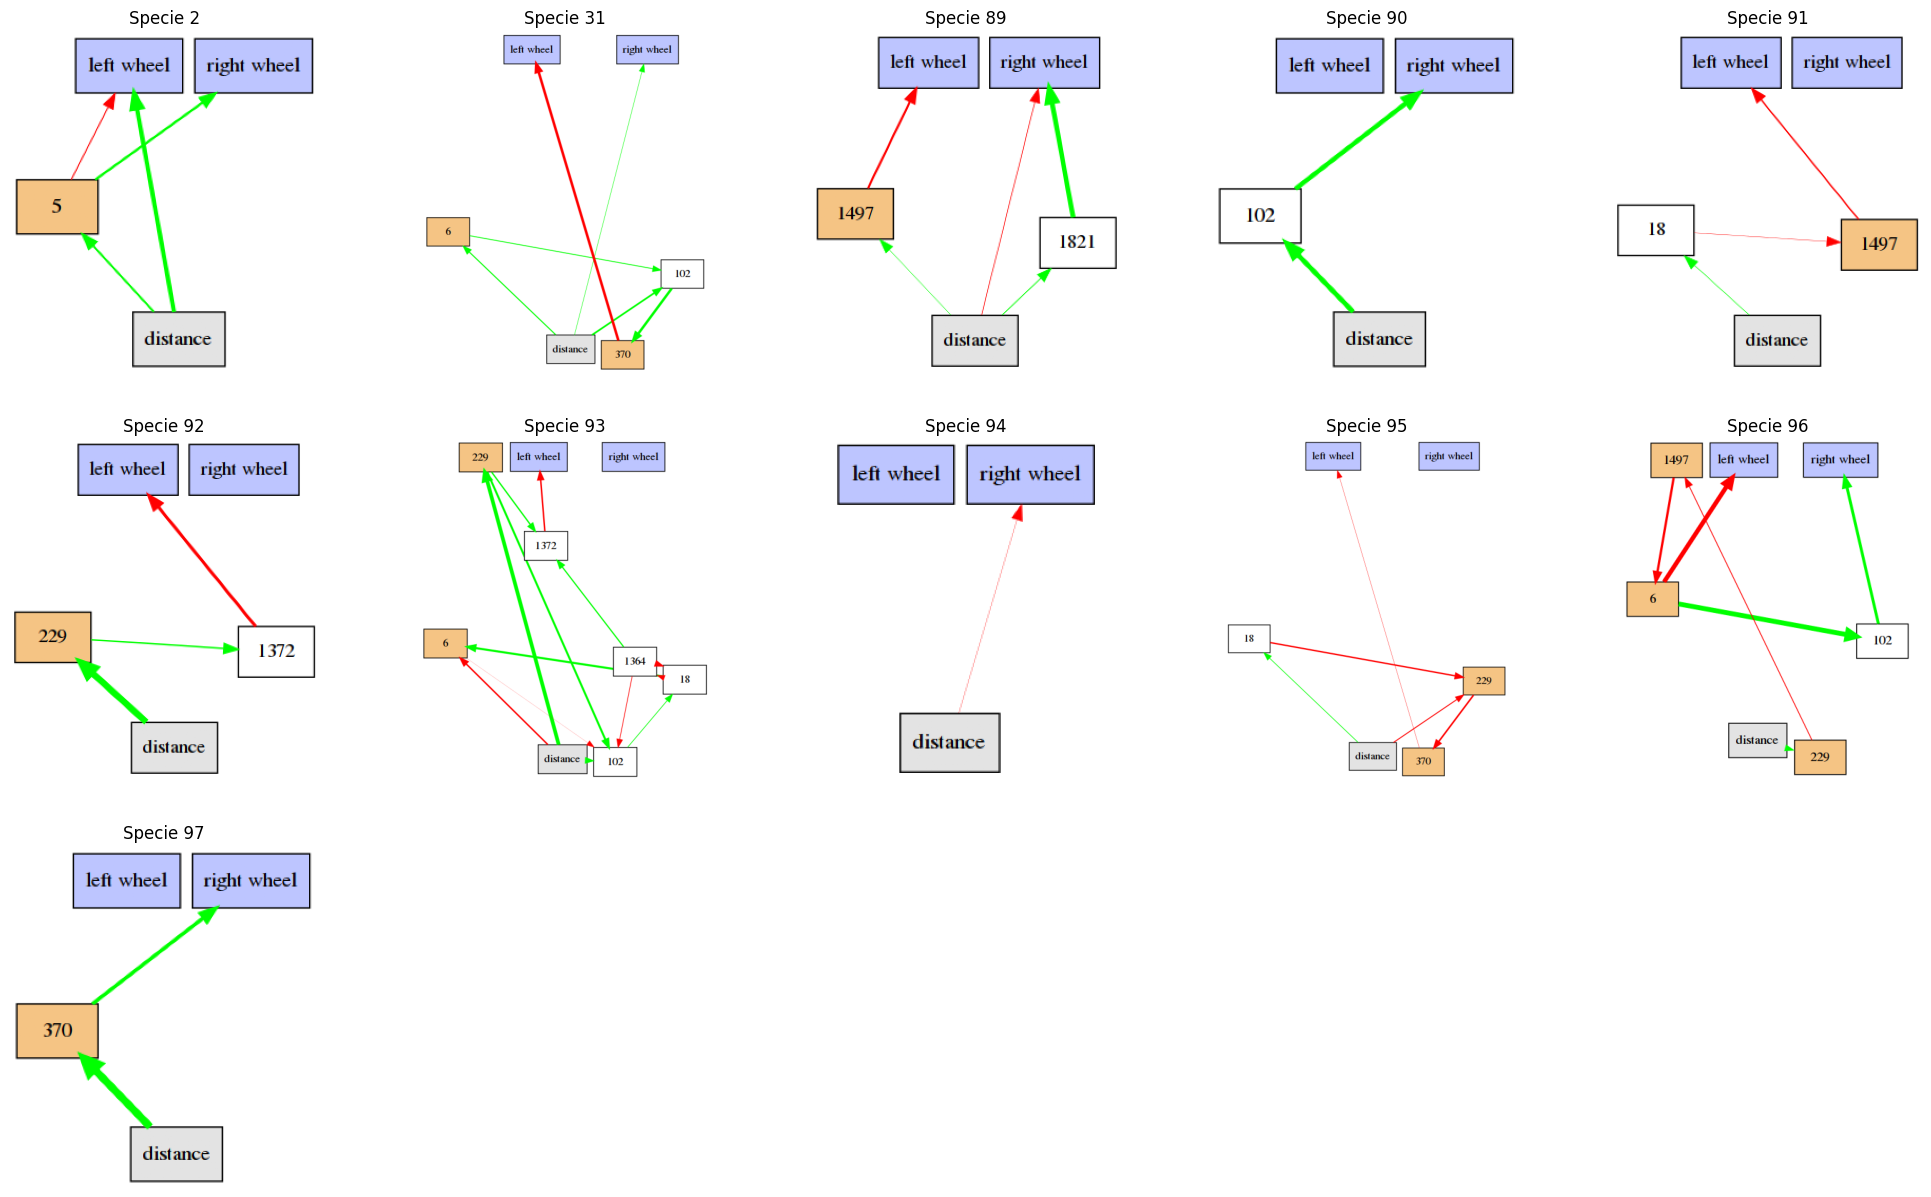 Specie 2
left wheel
right wheel
5
distance
Specie 31
left wheel
right wheel
6
102
distance
370
Specie 89
left wheel
right wheel
1497
1821
distance
Specie 90
left wheel
right wheel
102
distance
Specie 91
left wheel
right wheel
18
1497
distance
Specie 92
left wheel
right wheel
229
1372
distance
Specie 93
229
left wheel
right wheel
1372
6
1364
18
distance
102
Specie 94
left wheel
right wheel
distance
Specie 95
left wheel
right wheel
18
229
distance
370
Specie 96
1497
left wheel
right wheel
6
102
distance
229
Specie 97
left wheel
right wheel
370
distance